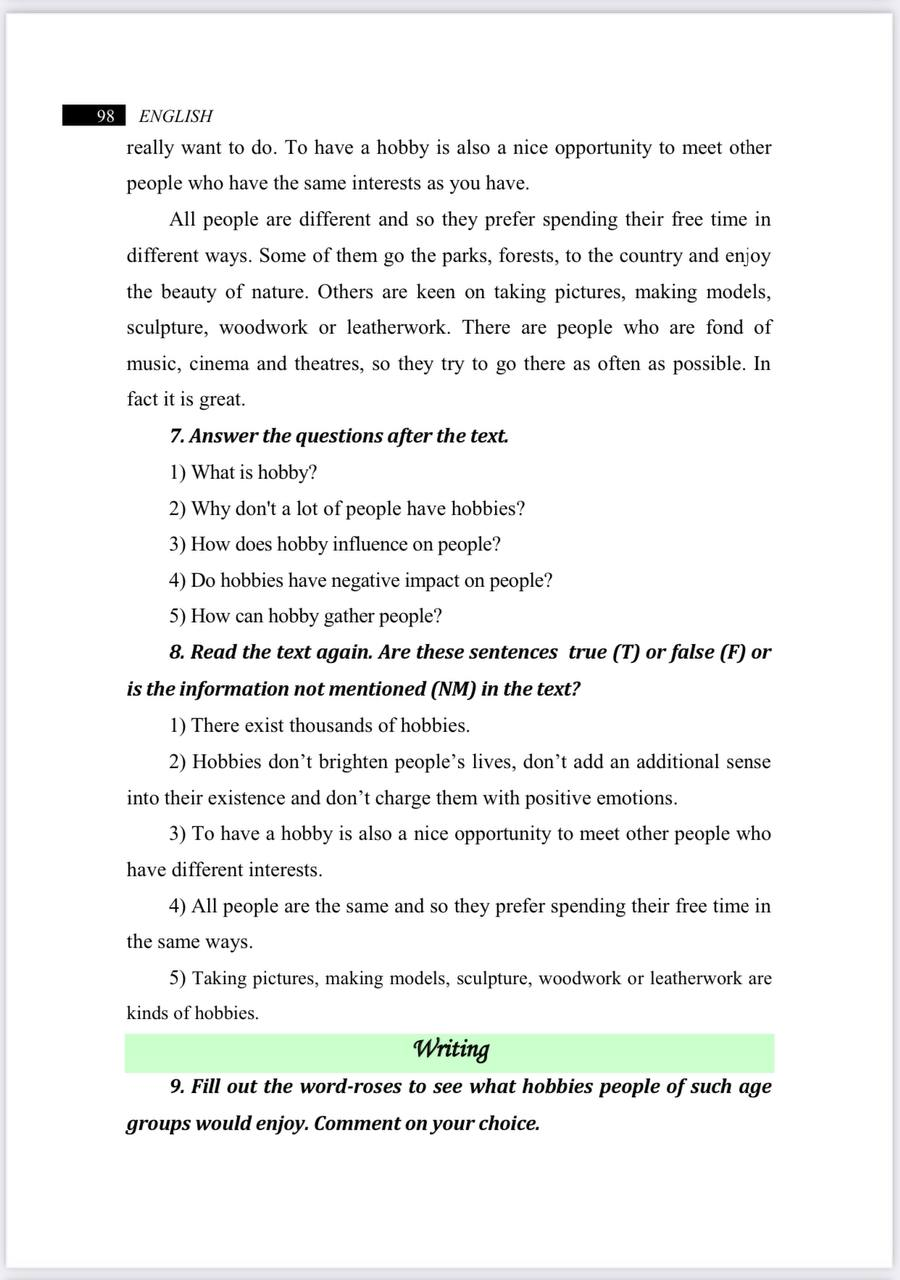 98 ENGLISH
really want to do. To have a hobby is also a nice opportunity to meet other
people who have the same interests as you have.
All people are different and so they prefer spending their free time in
different ways. Some of them go the parks, forests, to the country and enjoy
the beauty of nature. Others are keen on taking pictures, making models,
sculpture, woodwork or leatherwork. There are people who are fond of
music, cinema and theatres, so they try to go there as often as possible. In
fact it is great.
7. Answer the questions after the text.
1) What is hobby?
2) Why don't a lot of people have hobbies?
3) How does hobby influence on people?
4) Do hobbies have negative impact on people?
5) How can hobby gather people?
8. Read the text again. Are these sentences true (T) or false (F) or
is the information not mentioned (NM) in the text?
1) There exist thousands of hobbies.
2) Hobbies don’t brighten people’s lives, don’t add an additional sense
into their existence and don’t charge them with positive emotions.
3) To have a hobby is also a nice opportunity to meet other people who
have different interests.
4) All people are the same and so they prefer spending their free time in
the same ways.
5) Taking pictures, making models, sculpture, woodwork or leatherwork are
kinds of hobbies.
Writing
9. Fill out the word-roses to see what hobbies people of such age
groups would enjoy. Comment on your choice.